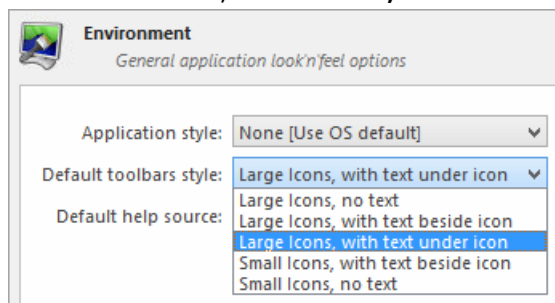 Environment
General application look'n'feel options
Application style: None [Use OS default]
Default toolbars style: Large Icons, with text under icon
Default help source: Large Icons, no text
Large Icons, with text beside icon
Large Icons, with text under icon
Small Icons, with text beside icon
Small Icons, no text